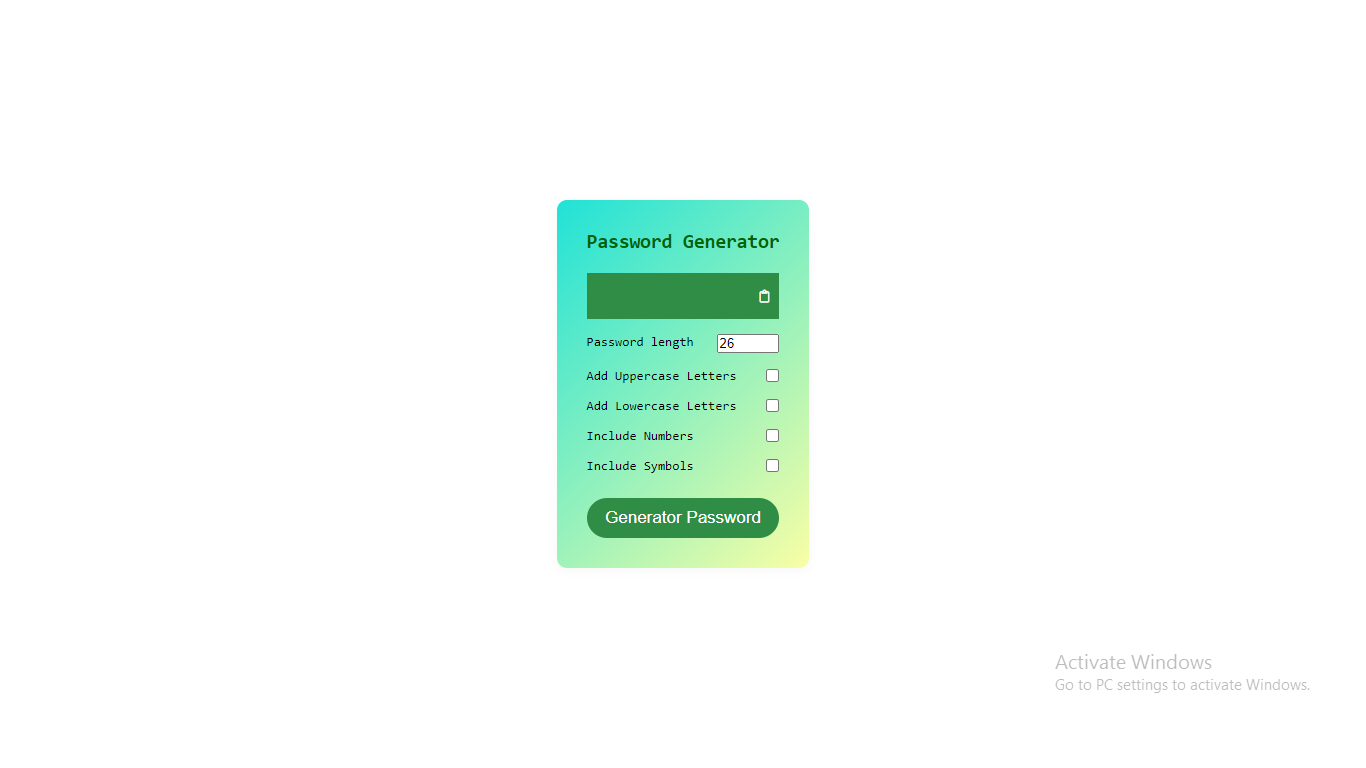 Password Generator
Password length 26
Add Uppercase Letters
Add Lowercase Letters
Include Numbers
Include Symbols
Generator Password
Activate Windows
Go to PC settings to activate Windows.